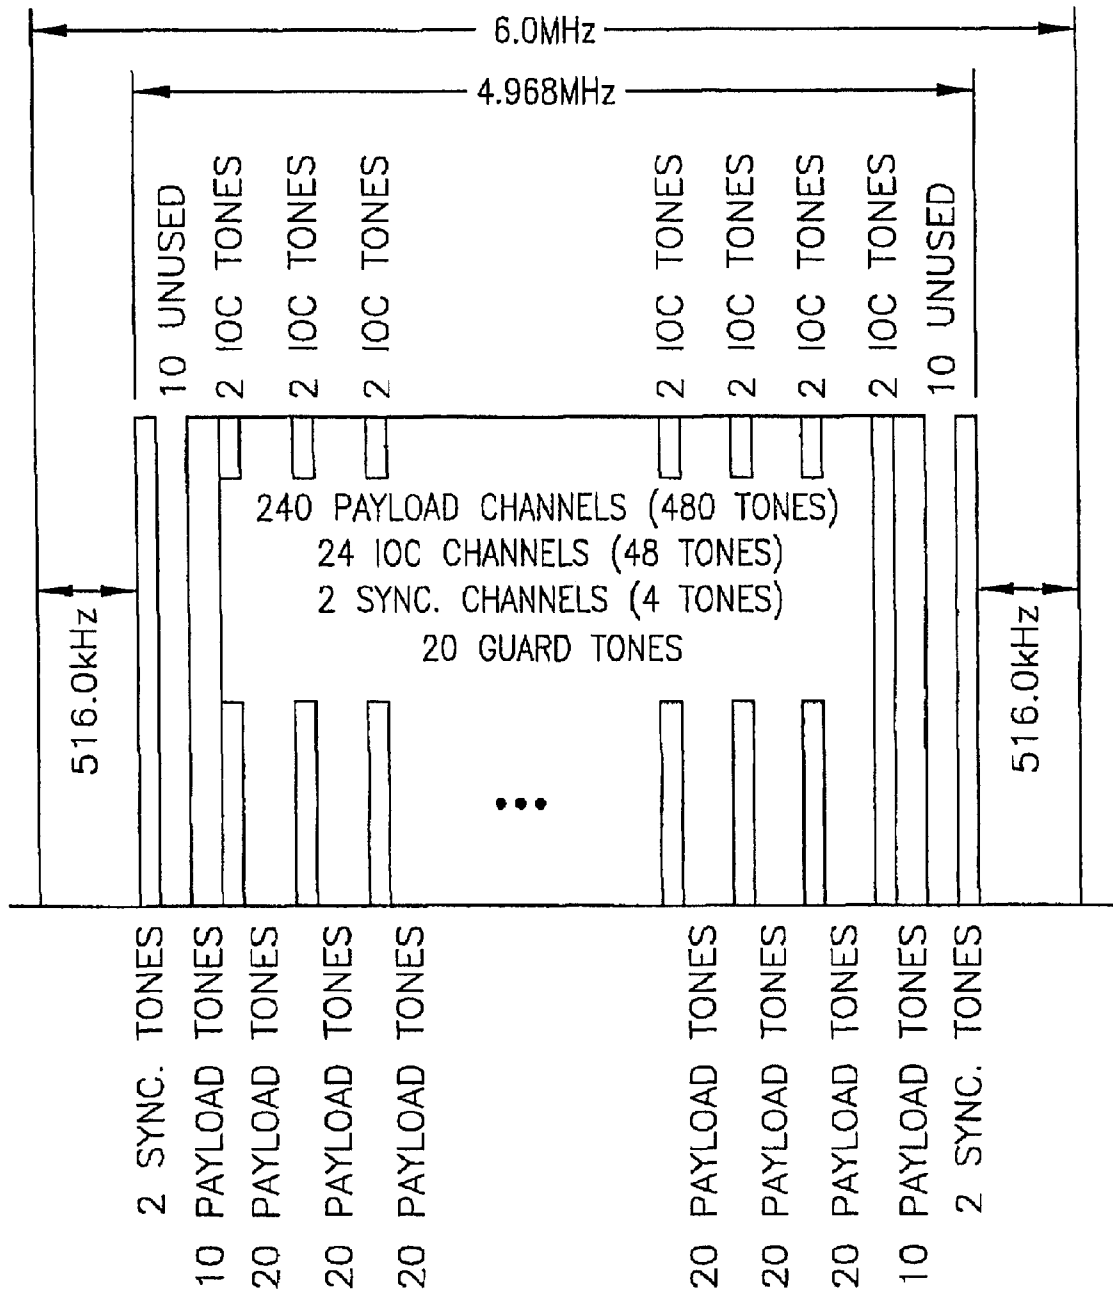 6.0MHz
4.968MHz
10 UNUSED
2 IOC TONES
2 IOC TONES
2 IOC TONES
2 IOC TONES
2 IOC TONES
2 IOC TONES
2 IOC TONES
10 UNUSED
240 PAYLOAD CHANNELS (480 TONES)
24 IOC CHANNELS (48 TONES)
2 SYNC. CHANNELS (4 TONES)
20 GUARD TONES
516.0kHz
516.0kHz
•••
2 SYNC. TONES
10 PAYLOAD TONES
20 PAYLOAD TONES
20 PAYLOAD TONES
20 PAYLOAD TONES
20 PAYLOAD TONES
20 PAYLOAD TONES
20 PAYLOAD TONES
10 PAYLOAD TONES
2 SYNC. TONES